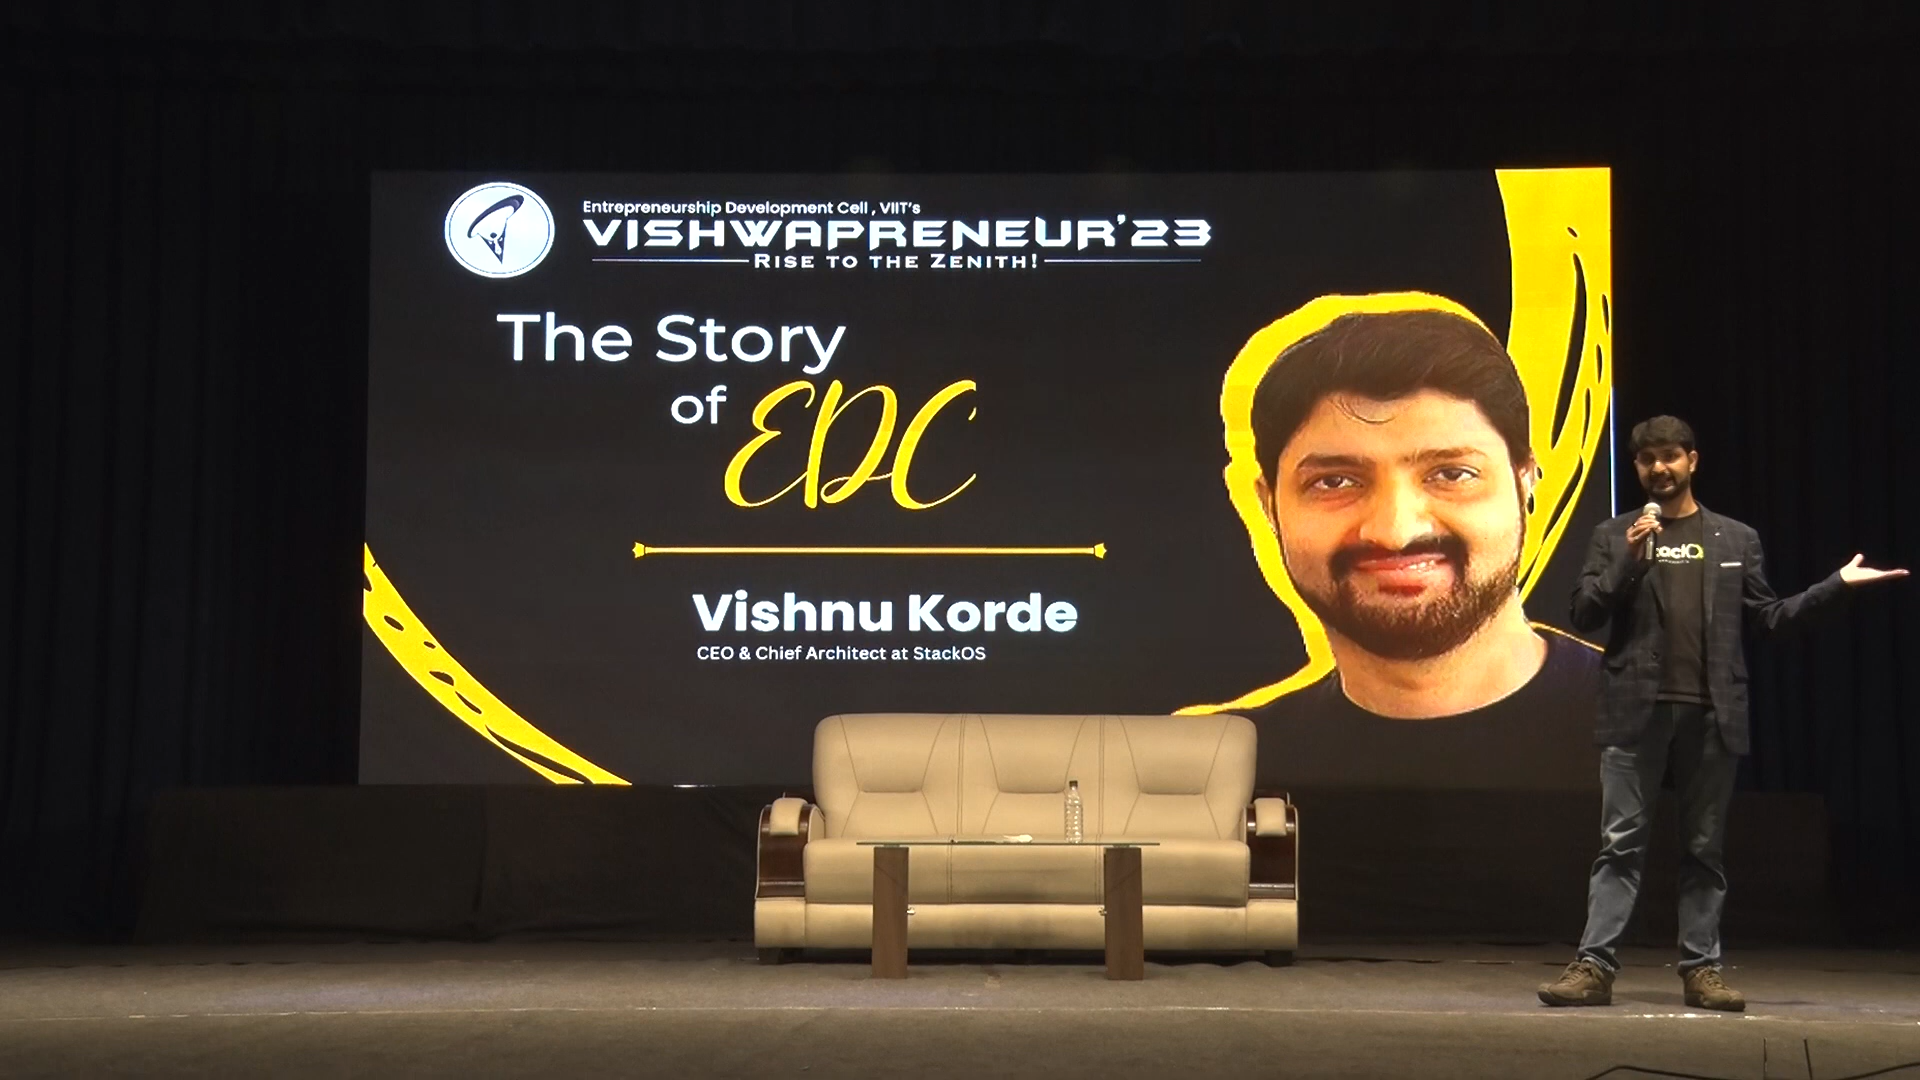 Entrepreneurship Development Cell , VIIT's
VISHWAPRENEUR'23
RISE TO THE ZENITH!
The Story
of EDC
Vishnu Korde
CEO & Chief Architect at StackOS